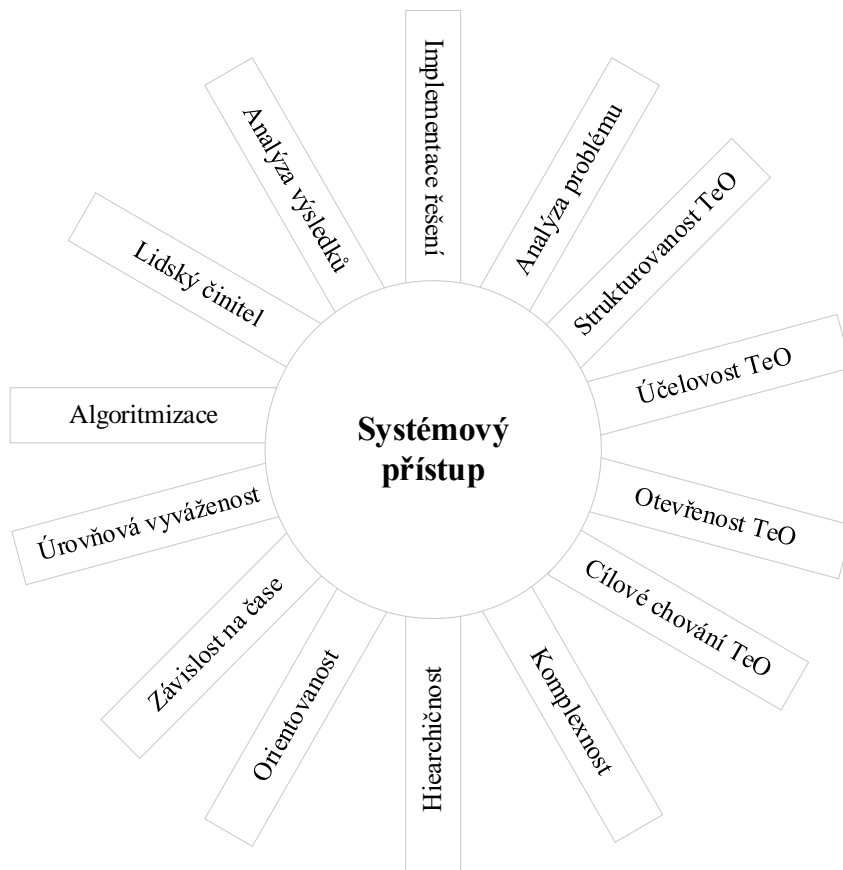 Implementace řešení
Analýza problému
Strukturovanost TeO
Účelovost TeO
Otevřenost TeO
Cílové chování TeO
Komplexnost
Hiearchičnost
Orientovanost
Závislost na čase
Úrovňová vyváženost
Algoritmizace
Lidský činitel
Analýza výsledků
Systémový
přístup